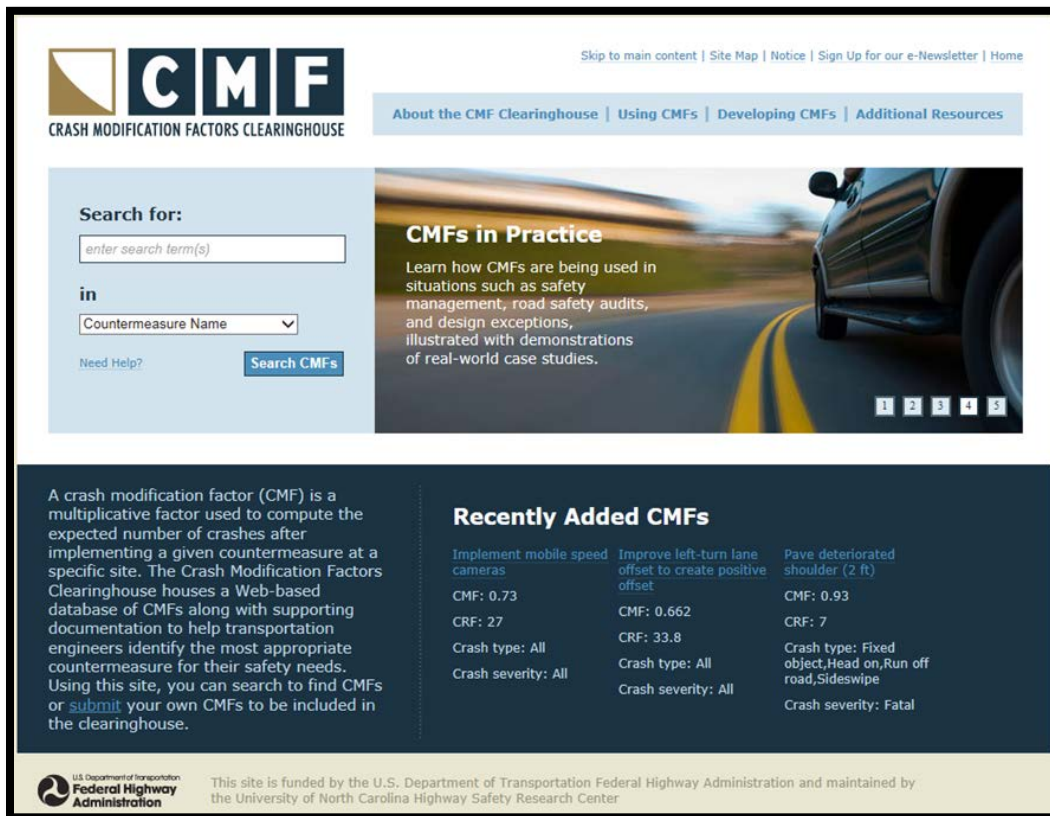 Skip to main content | Site Map | Notice | Sign Up for our e-Newsletter | Home
CMF
CRASH MODIFICATION FACTORS CLEARINGHOUSE
About the CMF Clearinghouse | Using CMFs | Developing CMFs | Additional Resources
Search for:
enter search term(s)
in
Countermeasure Name
Need Help?
Search CMFs
CMFs in Practice
Learn how CMFs are being used in
situations such as safety
management, road safety audits,
and design exceptions,
illustrated with demonstrations
of real-world case studies.
1 2 3 4 5
A crash modification factor (CMF) is a
multiplicative factor used to compute the
expected number of crashes after
implementing a given countermeasure at a
specific site. The Crash Modification Factors
Clearinghouse houses a Web-based
database of CMFs along with supporting
documentation to help transportation
engineers identify the most appropriate
countermeasure for their safety needs.
Using this site, you can search to find CMFs
or submit your own CMFs to be included in
the clearinghouse.
Recently Added CMFs
Implement mobile speed
cameras
CMF: 0.73
CRF: 27
Crash type: All
Crash severity: All
Improve left-turn lane
offset to create positive
offset
CMF: 0.662
CRF: 33.8
Crash type: All
Crash severity: All
Pave deteriorated
shoulder (2 ft)
CMF: 0.93
CRF: 7
Crash type: Fixed
object,Head on,Run off
road,Sideswipe
Crash severity: Fatal
U.S. Department of Transportation
Federal Highway
Administration
This site is funded by the U.S. Department of Transportation Federal Highway Administration and maintained by
the University of North Carolina Highway Safety Research Center